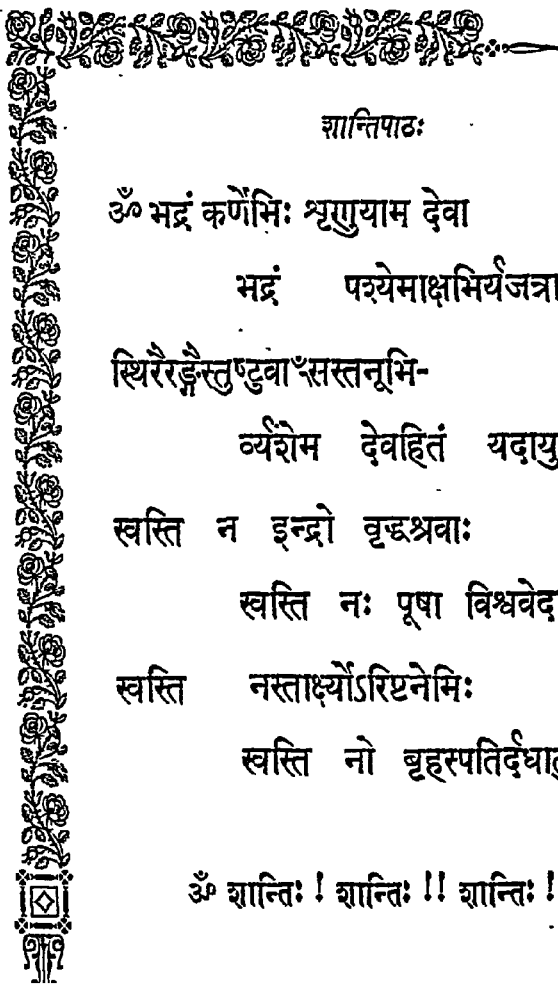 शान्तिपाठः
ॐ भद्रं कर्णेभिः शृणुयाम देवा
भद्रं पश्येमाक्षभिर्यजत्रा
स्थिरैरङ्गैस्तुष्टुवाँसस्तनूभि-
र्व्यशेम देवहितं यदायु
स्वस्ति न इन्द्रो वृद्धश्रवाः
स्वस्ति नः पूषा विश्ववेद
स्वस्ति नस्तार्क्ष्योऽरिष्टनेमिः
स्वस्ति नो बृहस्पतिर्दधातु
ॐ शान्तिः ! शान्तिः !! शान्तिः !